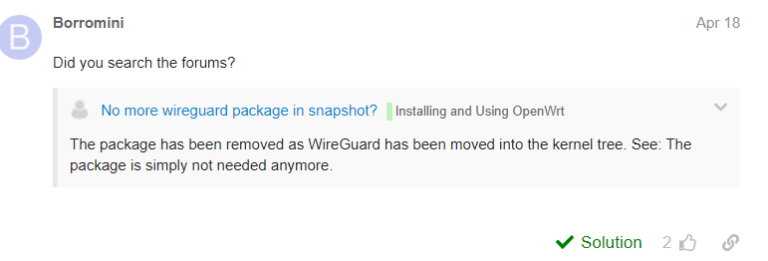 B
Borromini
Apr 18
Did you search the forums?
No more wireguard package in snapshot? Installing and Using OpenWrt
The package has been removed as WireGuard has been moved into the kernel tree. See: The
package is simply not needed anymore.
Solution 2